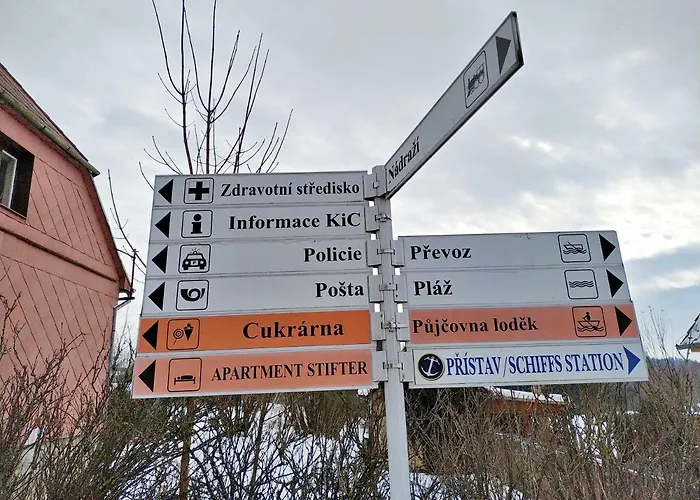 Nádraží
Zdravotní středisko
Informace KiC
Policie
Pošta
Cukrárna
APARTMENT STIFTER
Převoz
Pláž
Půjčovna loděk
PŘÍSTAV/SCHIFFS STATION